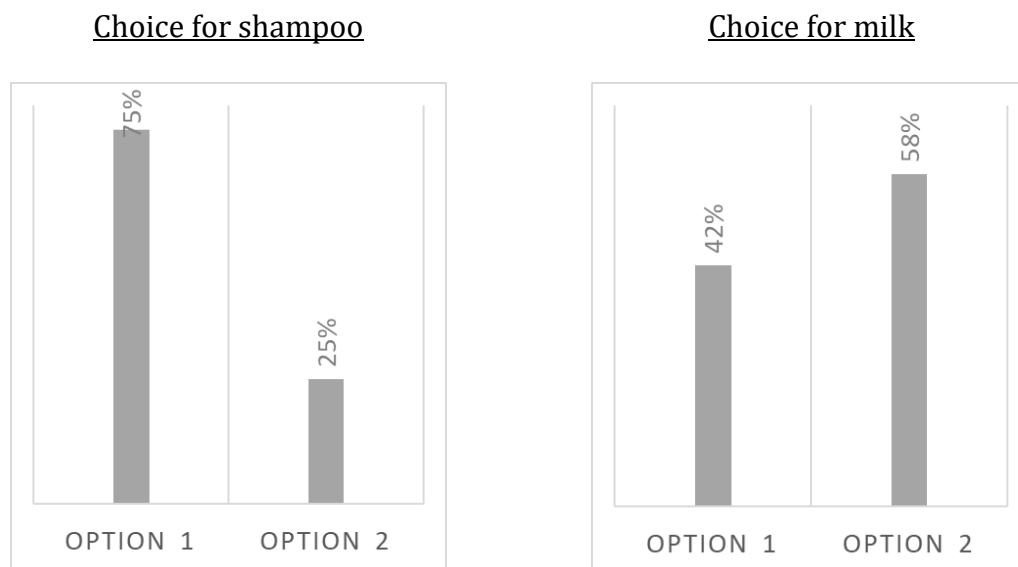 Choice for shampoo
75%
25%
OPTION 1 OPTION 2
Choice for milk
42%
58%
OPTION 1 OPTION 2